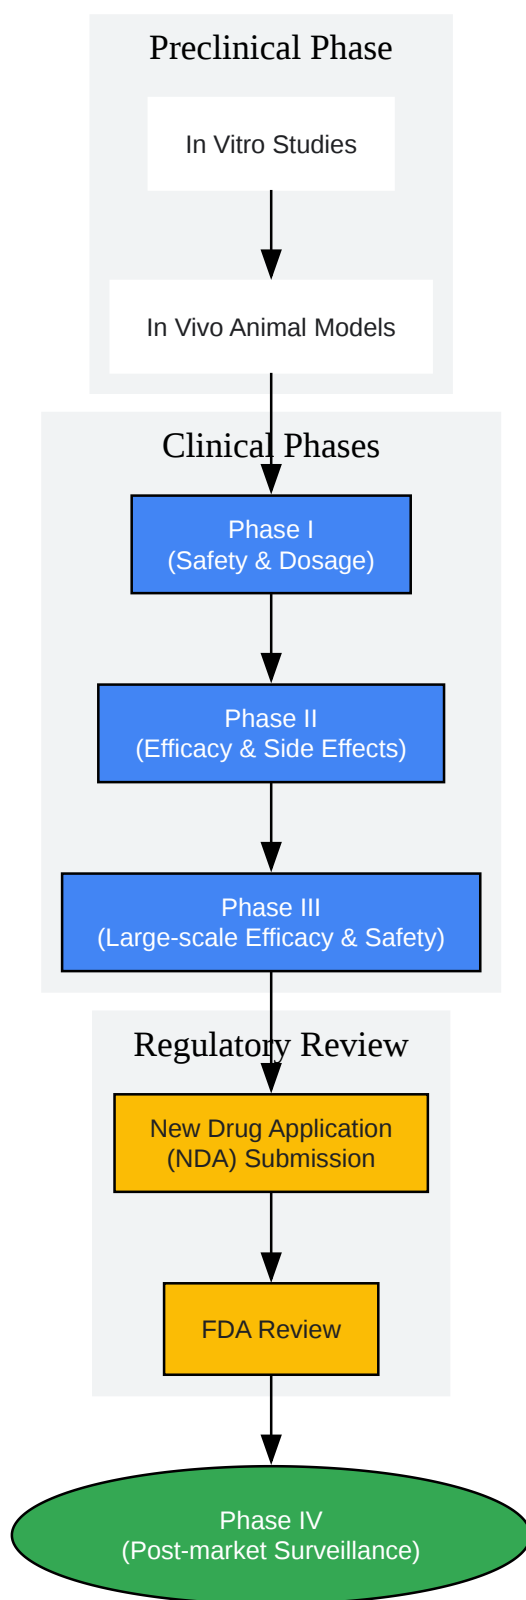 Preclinical Phase
In Vitro Studies
In Vivo Animal Models
Clinical Phases
Phase I
(Safety & Dosage)
Phase II
(Efficacy & Side Effects)
Phase III
(Large-scale Efficacy & Safety)
Regulatory Review
New Drug Application
(NDA) Submission
FDA Review
Phase IV
(Post-market Surveillance)